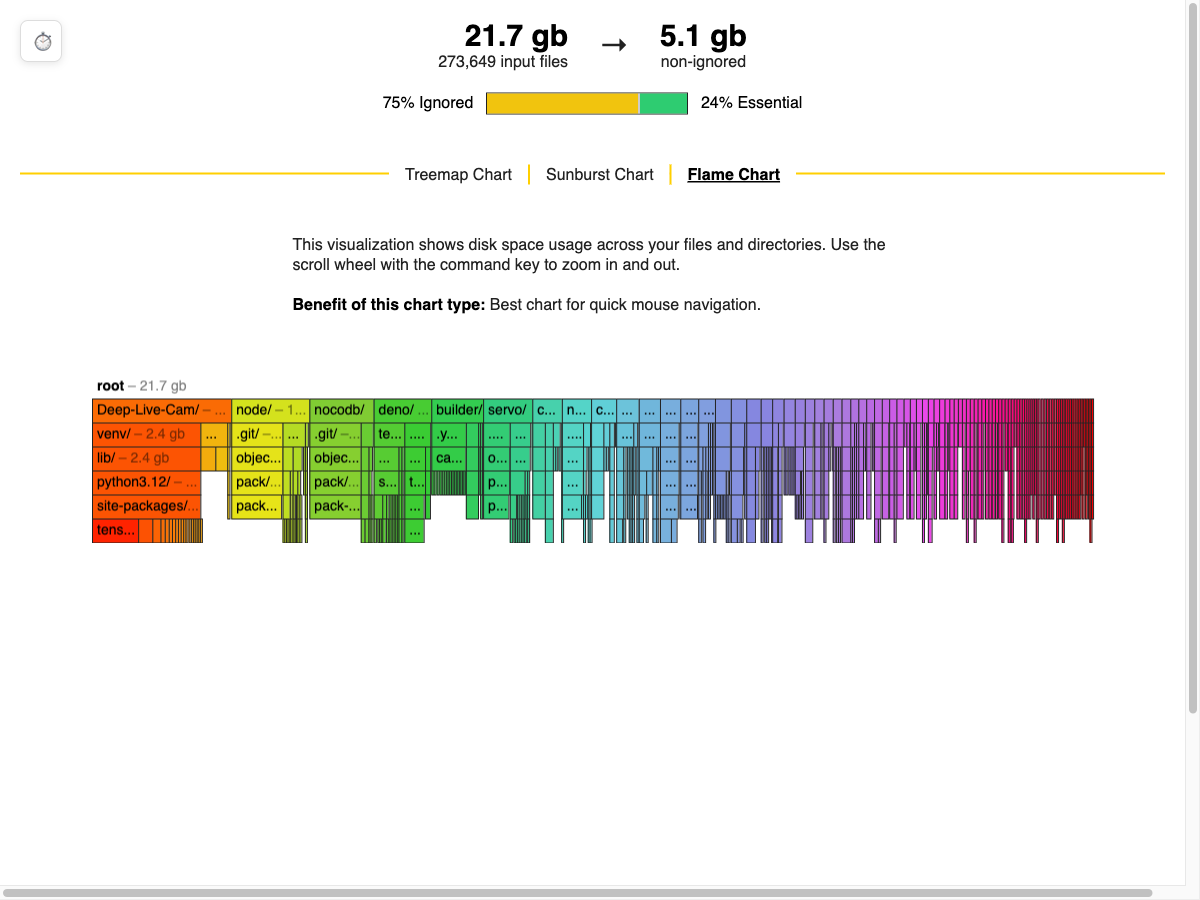 21.7 gb → 5.1 gb
273,649 input files non-ignored
75% Ignored 24% Essential
Treemap Chart Sunburst Chart Flame Chart
This visualization shows disk space usage across your files and directories. Use the
scroll wheel with the command key to zoom in and out.
Benefit of this chart type: Best chart for quick mouse navigation.
root – 21.7 gb
Deep-Live-Cam/ – ... node/ – 1... nocodb/ deno/ ... builder/ servo/ c... n... c... ... ... ... ... ...
venv/ – 2.4 gb ... .git/ –... ... .git/ –... te... .... .y... .... ... .... ... ... ... ...
lib/ – 2.4 gb objec... objec... ... ... ca... o... ... ... ... ...
python3.12/ – ... pack/... pack/... s... t... p... ... ... ...
site-packages/... pack... pack-... ... p... ... ... ...
tens... ...